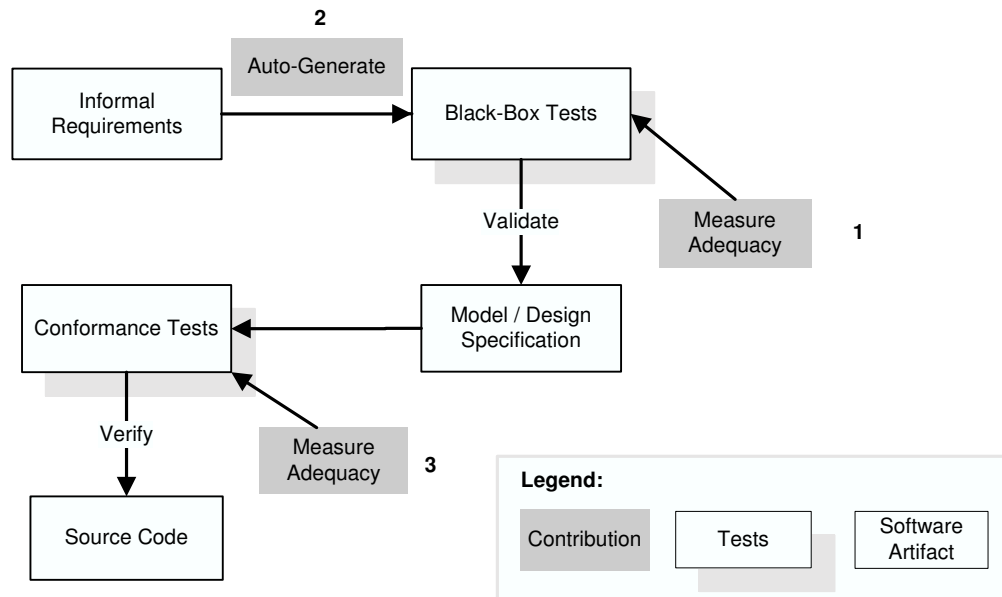 2
Auto-Generate
Informal
Requirements
Black-Box Tests
Validate
Measure
Adequacy
1
Conformance Tests
Model / Design
Specification
Verify
Measure
Adequacy
3
Source Code
Legend:
Contribution
Tests
Software
Artifact